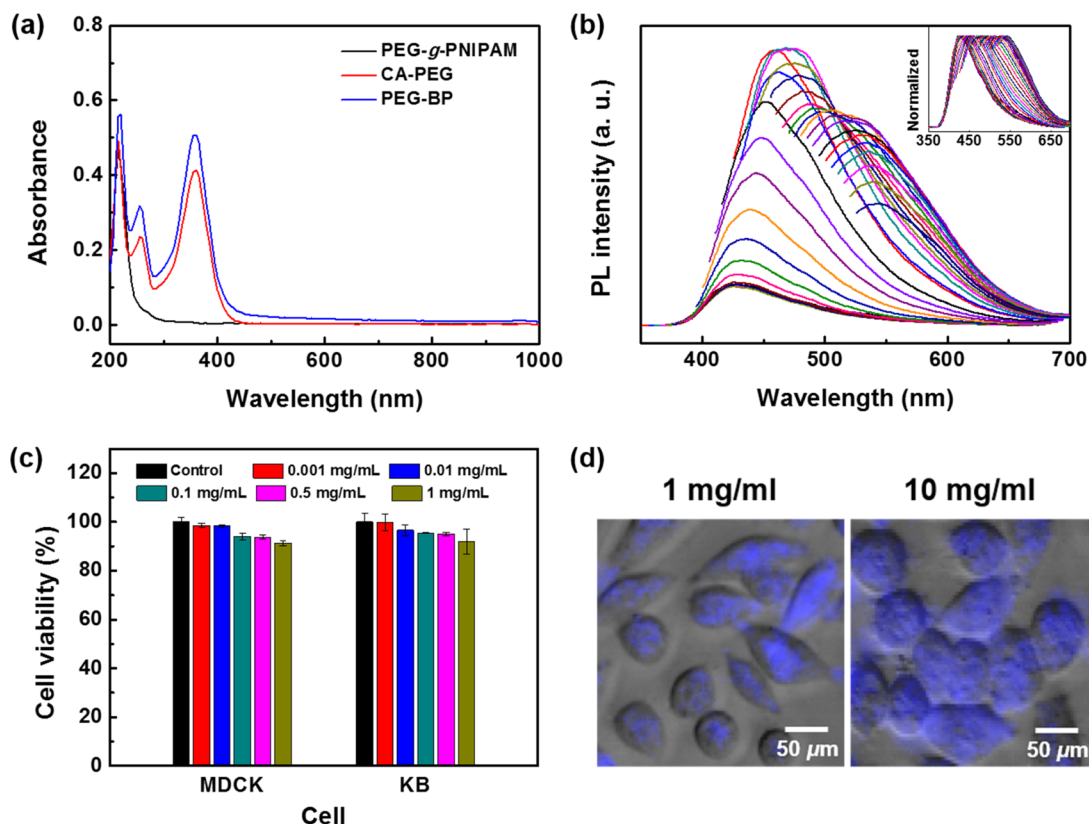 (a)
0.8
0.6
0.4
0.2
0.0
Absorbance
PEG-g-PNIPAM
CA-PEG
PEG-BP
200 400 600 800 1000
Wavelength (nm)
(b)
PL intensity (a. u.)
Normalized
350 450 550 650
400 500 600 700
Wavelength (nm)
(c)
120
100
80
60
40
20
0
Cell viability (%)
Control 0.001 mg/mL 0.01 mg/mL
0.1 mg/mL 0.5 mg/mL 1 mg/mL
MDCK KB
Cell
(d)
1 mg/ml 10 mg/ml
50 μm 50 μm